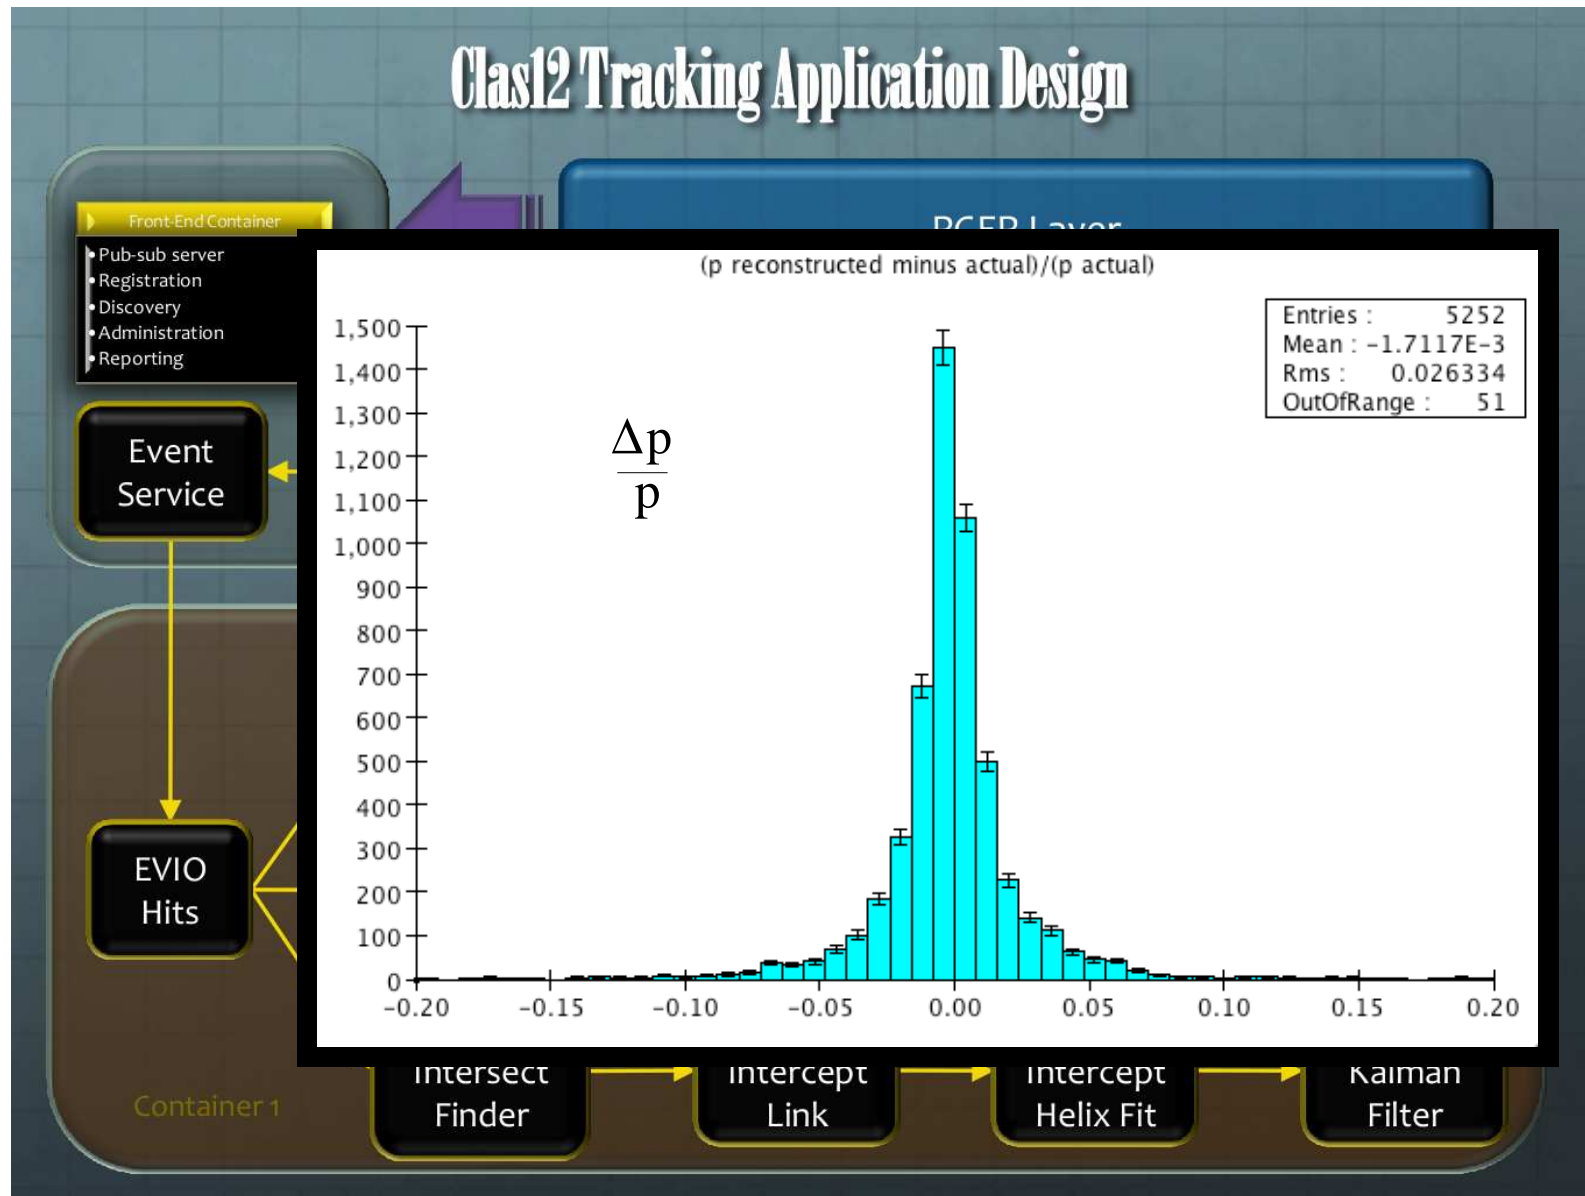 Clas12 Tracking Application Design
Front-End Container
•Pub-sub server
•Registration
•Discovery
•Administration
•Reporting
Event
Service
EVIO
Hits
Container 1
(p reconstructed minus actual)/(p actual)
Entries : 5252
Mean : -1.7117E-3
Rms : 0.026334
OutOfRange : 51
Δp
p
1,500
1,400
1,300
1,200
1,100
1,000
900
800
700
600
500
400
300
200
100
0
-0.20 -0.15 -0.10 -0.05 0.00 0.05 0.10 0.15 0.20
Intersect
Finder
Intercept
Link
Intercept
Helix Fit
Kalman
Filter